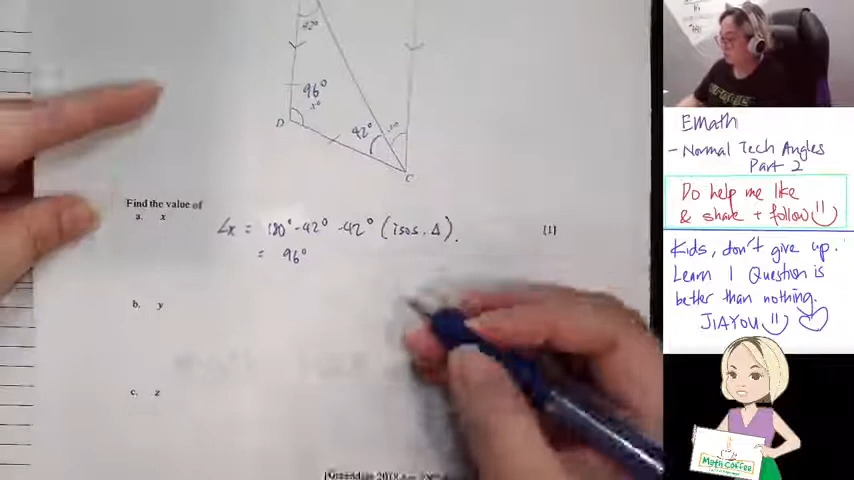 42°
96°
x°
D
42°
C
Find the value of
a. x
∠x = 180° - 42° - 42° (isos. Δ).
[1]
= 96°
b. y
c. z
EMath
- Normal Tech Angles
Part 2
Do help me like
& share + follow
Kids, don't give up.
Learn 1 Question is
better than nothing.
JIAYOU
Math Coffee